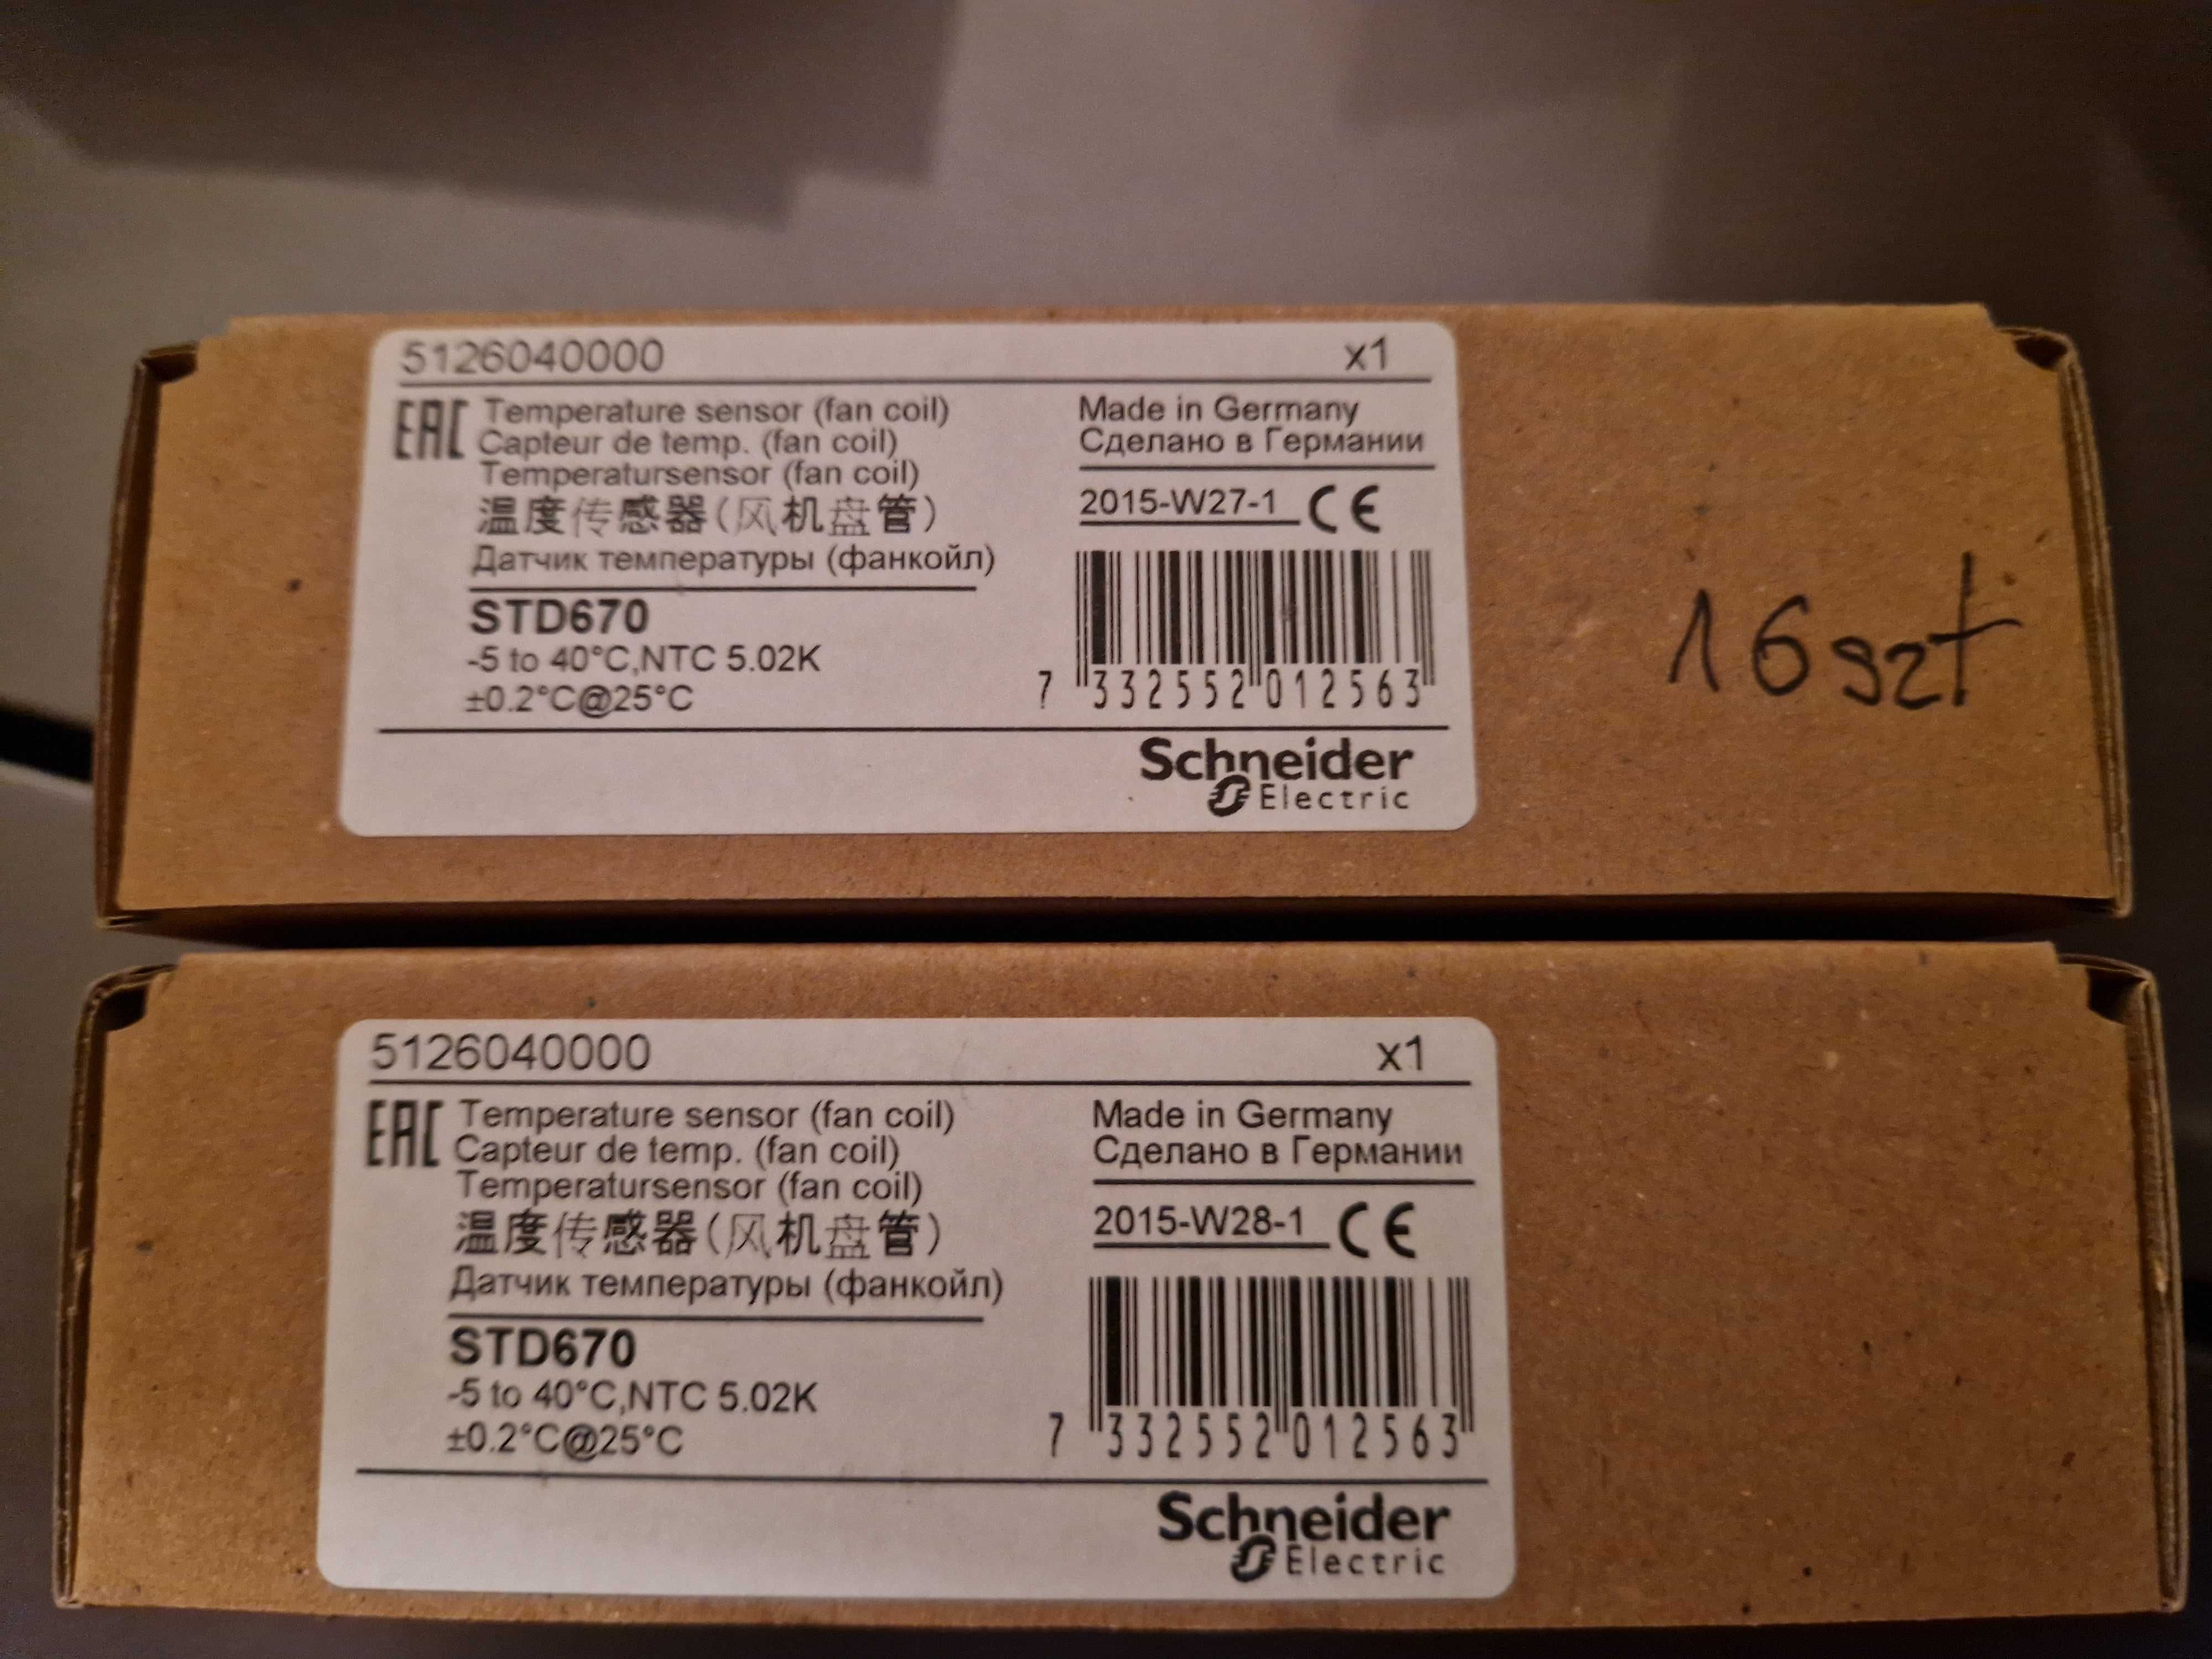 5126040000 x1
EAC Temperature sensor (fan coil)
Capteur de temp. (fan coil)
Temperatursensor (fan coil)
温度传感器(风机盘管)
Датчик температуры (фанкойл)
STD670
-5 to 40°C,NTC 5.02K
±0.2°C@25°C
Made in Germany
Сделано в Германии
2015-W27-1 CE
7 332552 012563
Schneider
Electric
16szt
5126040000 x1
EAC Temperature sensor (fan coil)
Capteur de temp. (fan coil)
Temperatursensor (fan coil)
温度传感器(风机盘管)
Датчик температуры (фанкойл)
STD670
-5 to 40°C,NTC 5.02K
±0.2°C@25°C
Made in Germany
Сделано в Германии
2015-W28-1 CE
7 332552 012563
Schneider
Electric